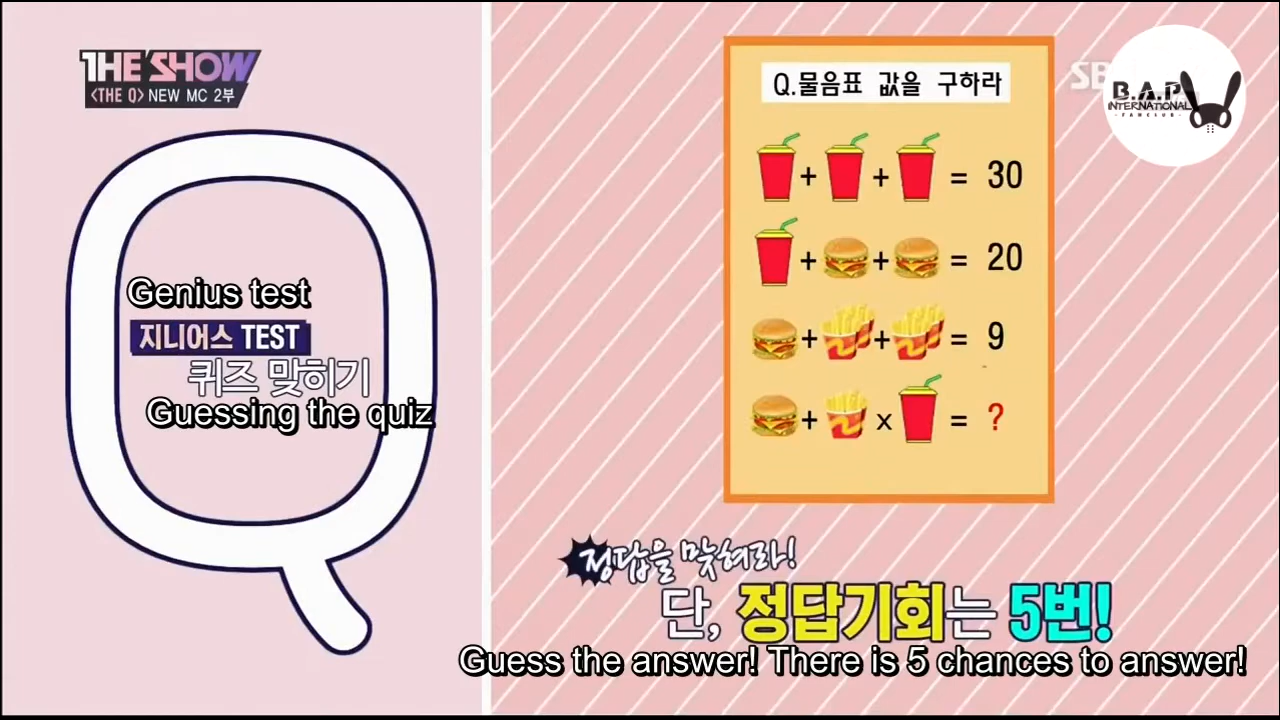 THE SHOW
<THE Q> NEW MC 2부
Genius test
지니어스 TEST
퀴즈 맞히기
Guessing the quiz
Q.물음표 값을 구하라
+ + = 30
+ + = 20
+ + = 9
+ x = ?
SB
B.A.P
INTERNATIONAL
-FANCLUB-
정답을 맞혀라!
단, 정답기회는 5번!
Guess the answer! There is 5 chances to answer!